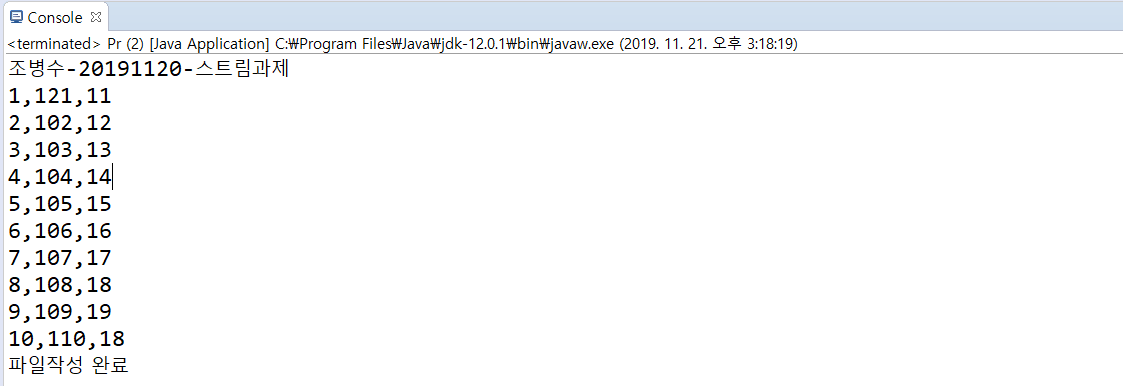 Console
<terminated> Pr (2) [Java Application] C:₩Program Files₩Java₩jdk-12.0.1₩bin₩javaw.exe (2019. 11. 21. 오후 3:18:19)
조병수-20191120-스트림과제
1,121,11
2,102,12
3,103,13
4,104,14
5,105,15
6,106,16
7,107,17
8,108,18
9,109,19
10,110,18
파일작성 완료